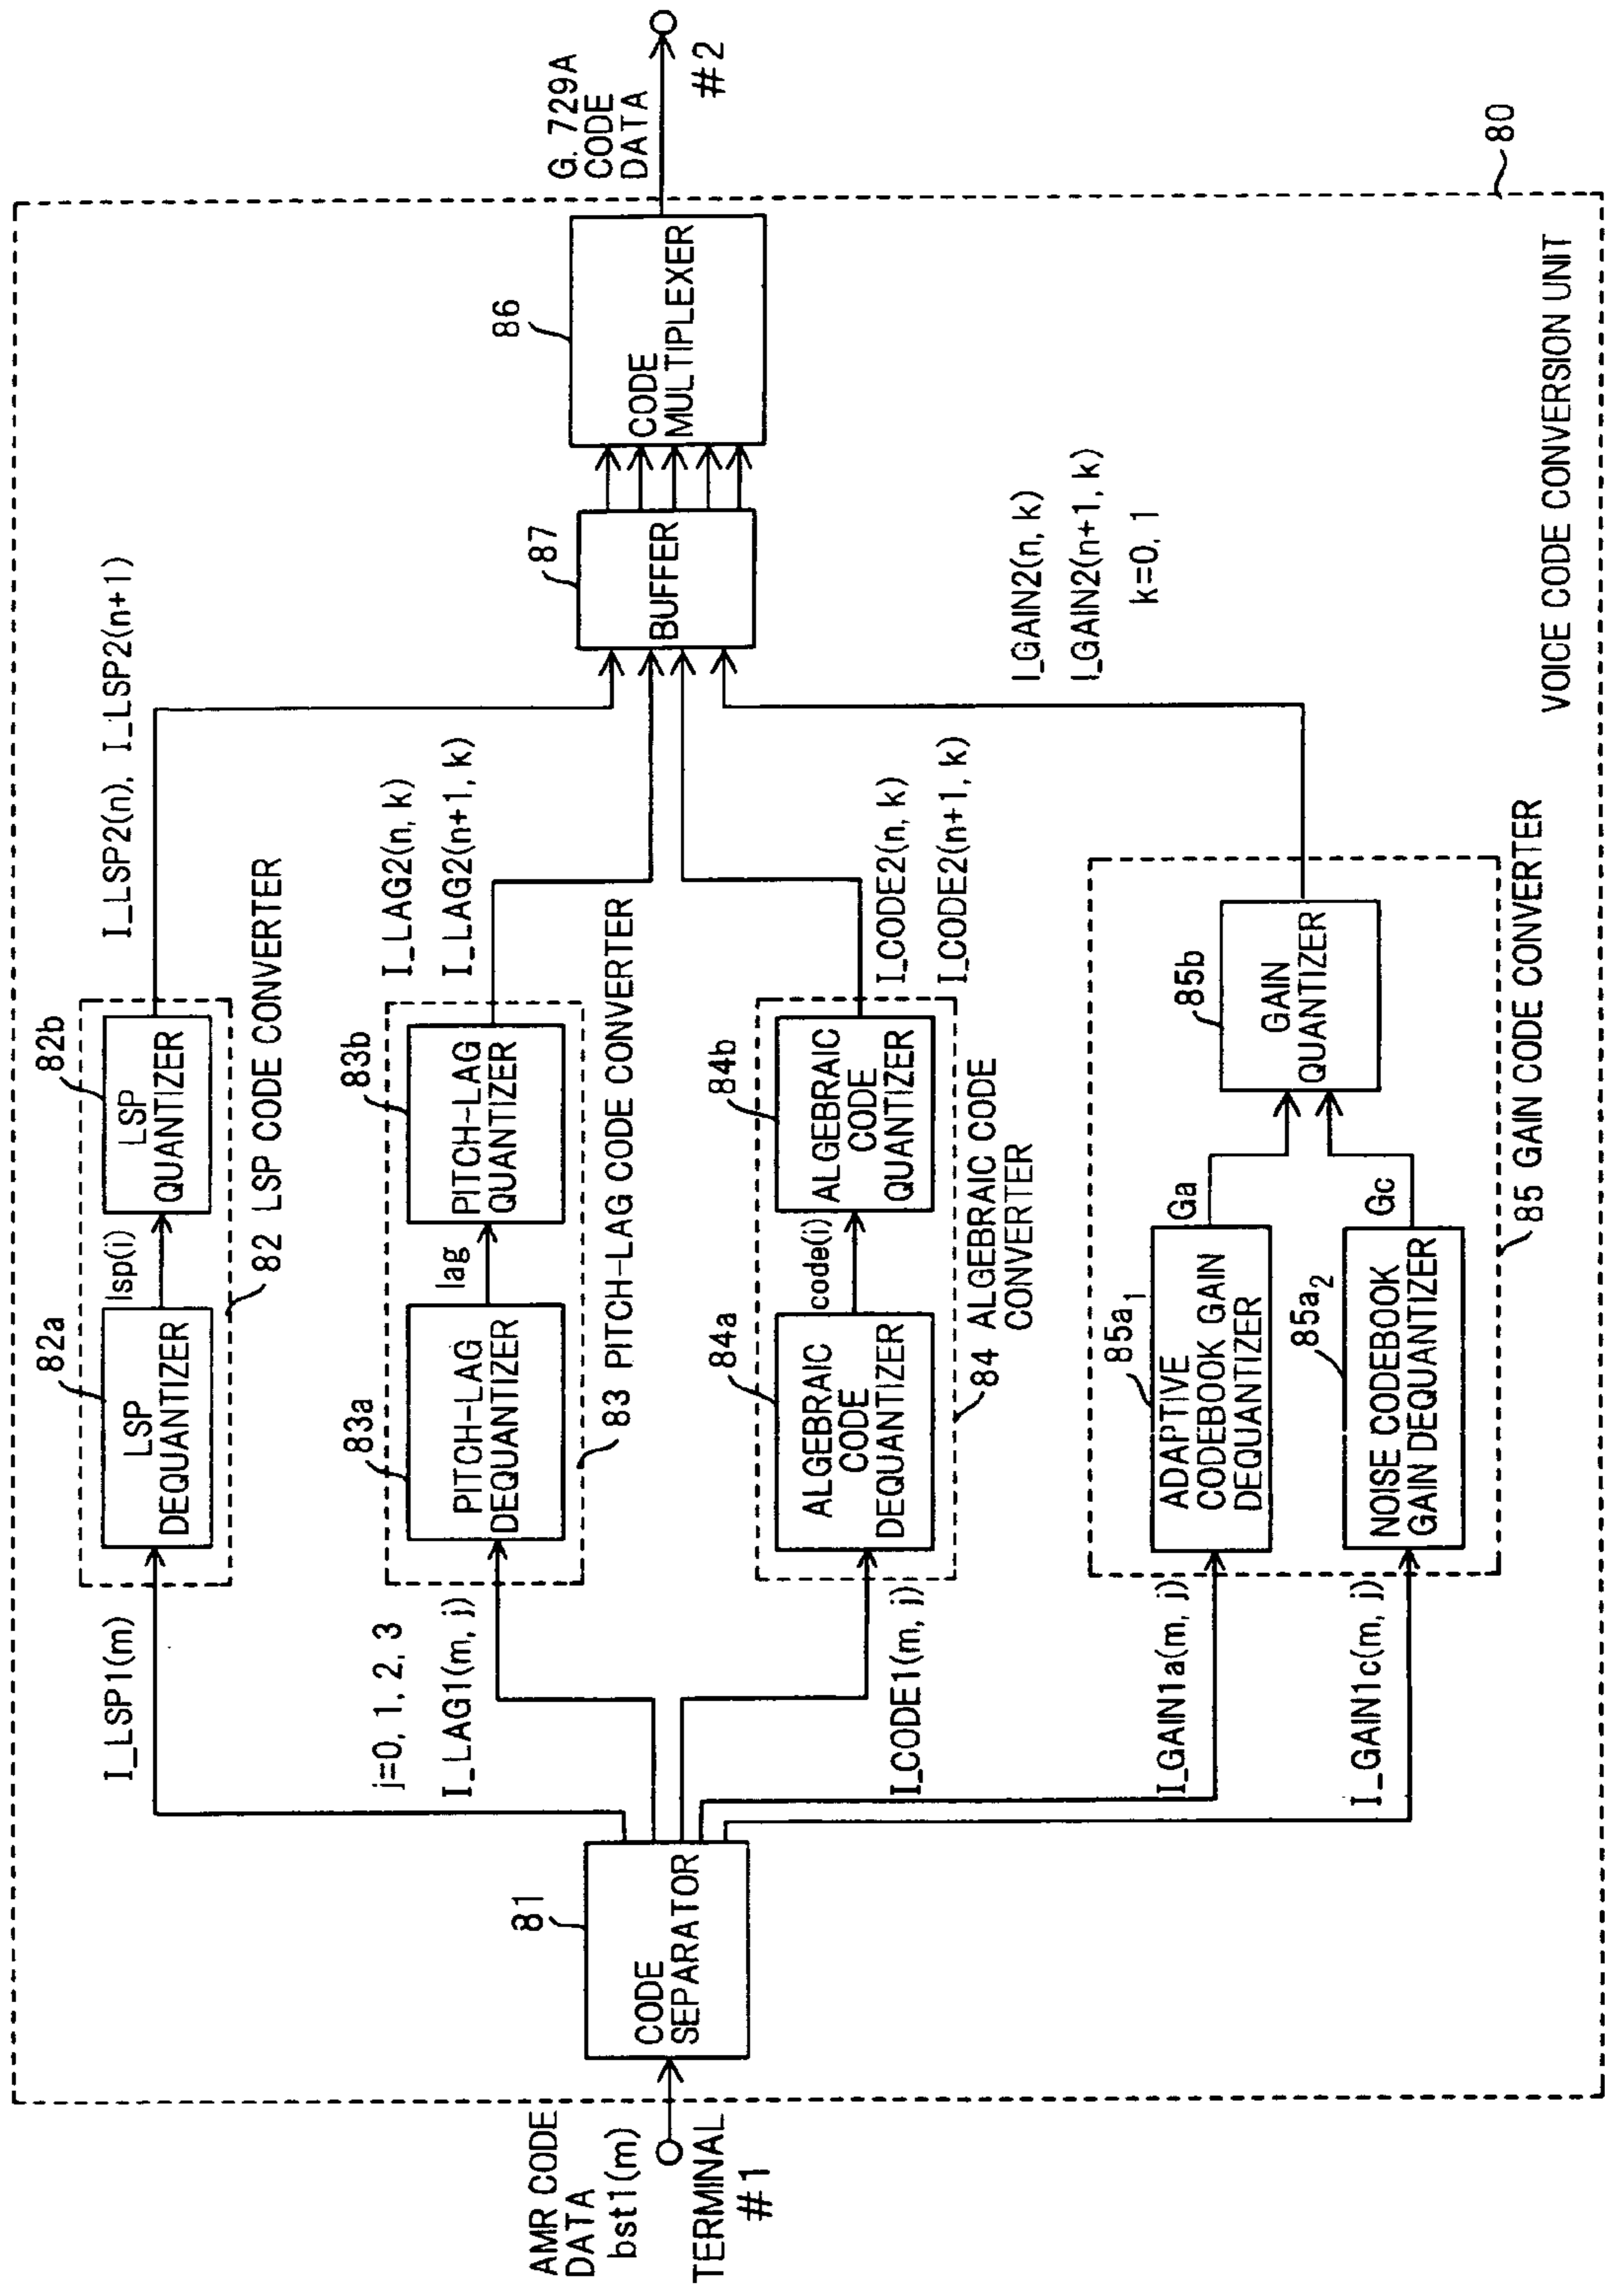 AMR CODE
DATA
bst1(m)
TERMINAL
#1
81
CODE
SEPARATOR
I_LSP1(m)
j=0, 1, 2, 3
I_LAG1(m, j)
I_CODE1(m, j)
I_GAIN1a(m, j)
I_GAIN1c(m, j)
82a
LSP
DEQUANTIZER
lsp(i)
82b
LSP
QUANTIZER
82 LSP CODE CONVERTER
83a
PITCH-LAG
DEQUANTIZER
lag
83b
PITCH-LAG
QUANTIZER
83 PITCH-LAG CODE CONVERTER
84a
ALGEBRAIC
CODE
DEQUANTIZER
code(i)
84b
ALGEBRAIC
CODE
QUANTIZER
84 ALGEBRAIC CODE
CONVERTER
85a1
ADAPTIVE
CODEBOOK GAIN
DEQUANTIZER
Ga
85a2
NOISE CODEBOOK
GAIN DEQUANTIZER
Gc
85b
GAIN
QUANTIZER
85 GAIN CODE CONVERTER
I_LSP2(n), I_LSP2(n+1)
I_LAG2(n, k)
I_LAG2(n+1, k)
I_CODE2(n, k)
I_CODE2(n+1, k)
I_GAIN2(n, k)
I_GAIN2(n+1, k)
k=0, 1
87
BUFFER
86
CODE
MULTIPLEXER
G. 729A
CODE
DATA
#2
VOICE CODE CONVERSION UNIT
80